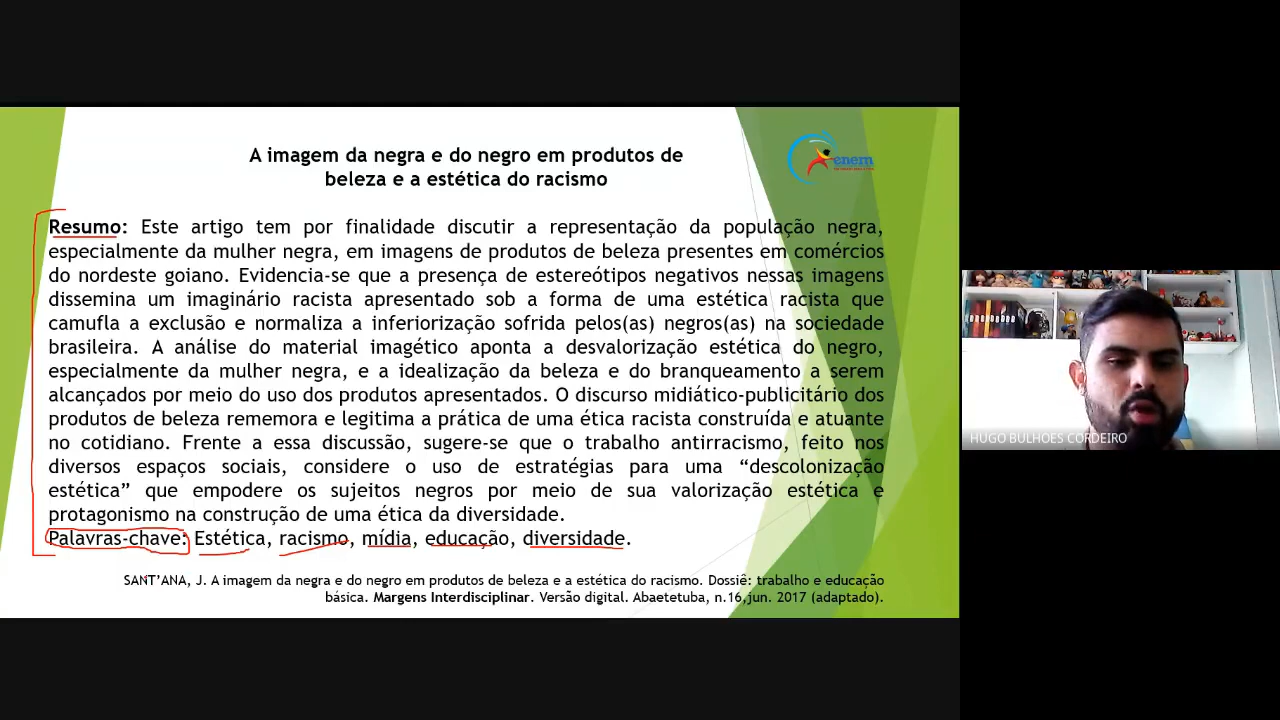 A imagem da negra e do negro em produtos de
beleza e a estética do racismo
enem
Resumo: Este artigo tem por finalidade discutir a representação da população negra,
especialmente da mulher negra, em imagens de produtos de beleza presentes em comércios
do nordeste goiano. Evidencia-se que a presença de estereótipos negativos nessas imagens
dissemina um imaginário racista apresentado sob a forma de uma estética racista que
camufla a exclusão e normaliza a inferiorização sofrida pelos(as) negros(as) na sociedade
brasileira. A análise do material imagético aponta a desvalorização estética do negro,
especialmente da mulher negra, e a idealização da beleza e do branqueamento a serem
alcançados por meio do uso dos produtos apresentados. O discurso midiático-publicitário dos
produtos de beleza rememora e legitima a prática de uma ética racista construída e atuante
no cotidiano. Frente a essa discussão, sugere-se que o trabalho antirracismo, feito nos
diversos espaços sociais, considere o uso de estratégias para uma “descolonização
estética” que empodere os sujeitos negros por meio de sua valorização estética e
protagonismo na construção de uma ética da diversidade.
Palavras-chave: Estética, racismo, mídia, educação, diversidade.
SANT’ANA, J. A imagem da negra e do negro em produtos de beleza e a estética do racismo. Dossiê: trabalho e educação
básica. Margens Interdisciplinar. Versão digital. Abaetetuba, n.16,jun. 2017 (adaptado).
HUGO BULHOES CORDEIRO